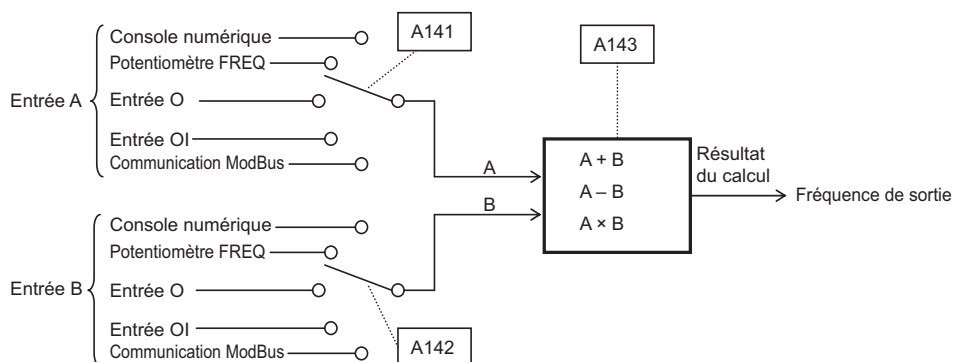 Console numérique
A141
A143
Potentiomètre FREQ
Entrée A
Entrée O
Entrée OI
Communication ModBus
A
A + B
A – B
A × B
Résultat
du calcul
Fréquence de sortie
B
Console numérique
Potentiomètre FREQ
Entrée B
Entrée O
Entrée OI
Communication ModBus
A142